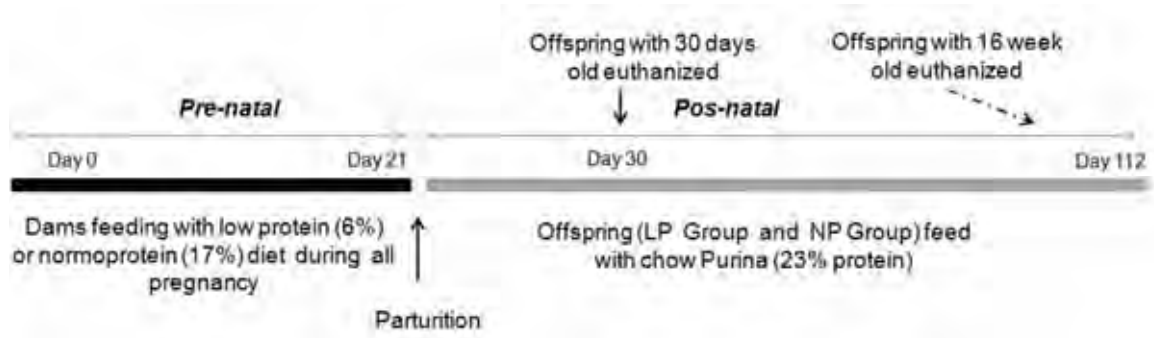 Offspring with 30 days
old euthanized
Offspring with 16 week
old euthanized
Pre-natal
Pos-natal
Day 0
Day 21
Day 30
Day 112
Dams feeding with low protein (6%)
or normoprotein (17%) diet during all
pregnancy
Offspring (LP Group and NP Group) feed
with chow Purina (23% protein)
Parturition